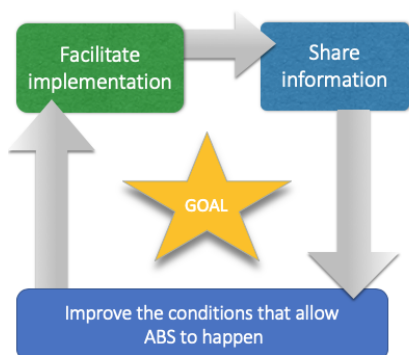 Facilitate
implementation
Share
information
GOAL
Improve the conditions that allow
ABS to happen